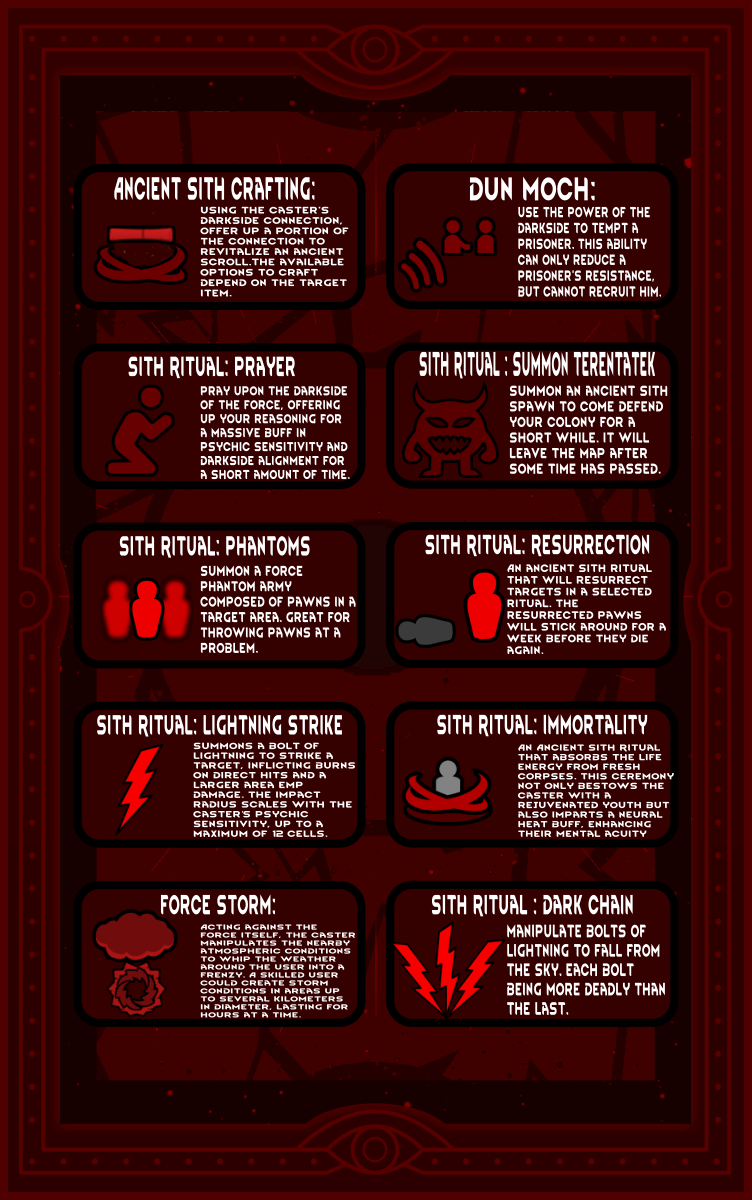 ANCIENT SITH CRAFTING:
USING THE CASTER'S
DARKSIDE CONNECTION,
OFFER UP A PORTION OF
THE CONNECTION TO
REVITALIZE AN ANCIENT
SCROLL.THE AVAILABLE
OPTIONS TO CRAFT
DEPEND ON THE TARGET
ITEM.
DUN MOCH:
USE THE POWER OF THE
DARKSIDE TO TEMPT A
PRISONER. THIS ABILITY
CAN ONLY REDUCE A
PRISONER'S RESISTANCE,
BUT CANNOT RECRUIT HIM.
SITH RITUAL: PRAYER
PRAY UPON THE DARKSIDE
OF THE FORCE, OFFERING
UP YOUR REASONING FOR
A MASSIVE BUFF IN
PSYCHIC SENSITIVITY AND
DARKSIDE ALIGNMENT FOR
A SHORT AMOUNT OF TIME.
SITH RITUAL : SUMMON TERENTATEK
SUMMON AN ANCIENT SITH
SPAWN TO COME DEFEND
YOUR COLONY FOR A
SHORT WHILE. IT WILL
LEAVE THE MAP AFTER
SOME TIME HAS PASSED.
SITH RITUAL: PHANTOMS
SUMMON A FORCE
PHANTOM ARMY
COMPOSED OF PAWNS IN A
TARGET AREA. GREAT FOR
THROWING PAWNS AT A
PROBLEM.
SITH RITUAL: RESURRECTION
AN ANCIENT SITH RITUAL
THAT WILL RESURRECT
TARGETS IN A SELECTED
RITUAL. THE
RESURRECTED PAWNS
WILL STICK AROUND FOR A
WEEK BEFORE THEY DIE
AGAIN.
SITH RITUAL: LIGHTNING STRIKE
SUMMONS A BOLT OF
LIGHTNING TO STRIKE A
TARGET, INFLICTING BURNS
ON DIRECT HITS AND A
LARGER AREA EMP
DAMAGE. THE IMPACT
RADIUS SCALES WITH THE
CASTER'S PSYCHIC
SENSITIVITY, UP TO A
MAXIMUM OF 12 CELLS.
SITH RITUAL: IMMORTALITY
AN ANCIENT SITH RITUAL
THAT ABSORBS THE LIFE
ENERGY FROM FRESH
CORPSES. THIS CEREMONY
NOT ONLY BESTOWS THE
CASTER WITH A
REJUVENATED YOUTH BUT
ALSO IMPARTS A NEURAL
HEAT BUFF, ENHANCING
THEIR MENTAL ACUITY
FORCE STORM:
ACTING AGAINST THE
FORCE ITSELF, THE CASTER
MANIPULATES THE NEARBY
ATMOSPHERIC CONDITIONS
TO WHIP THE WEATHER
AROUND THE USER INTO A
FRENZY. A SKILLED USER
COULD CREATE STORM
CONDITIONS IN AREAS UP
TO SEVERAL KILOMETERS
IN DIAMETER, LASTING FOR
HOURS AT A TIME.
SITH RITUAL : DARK CHAIN
MANIPULATE BOLTS OF
LIGHTNING TO FALL FROM
THE SKY. EACH BOLT
BEING MORE DEADLY THAN
THE LAST.